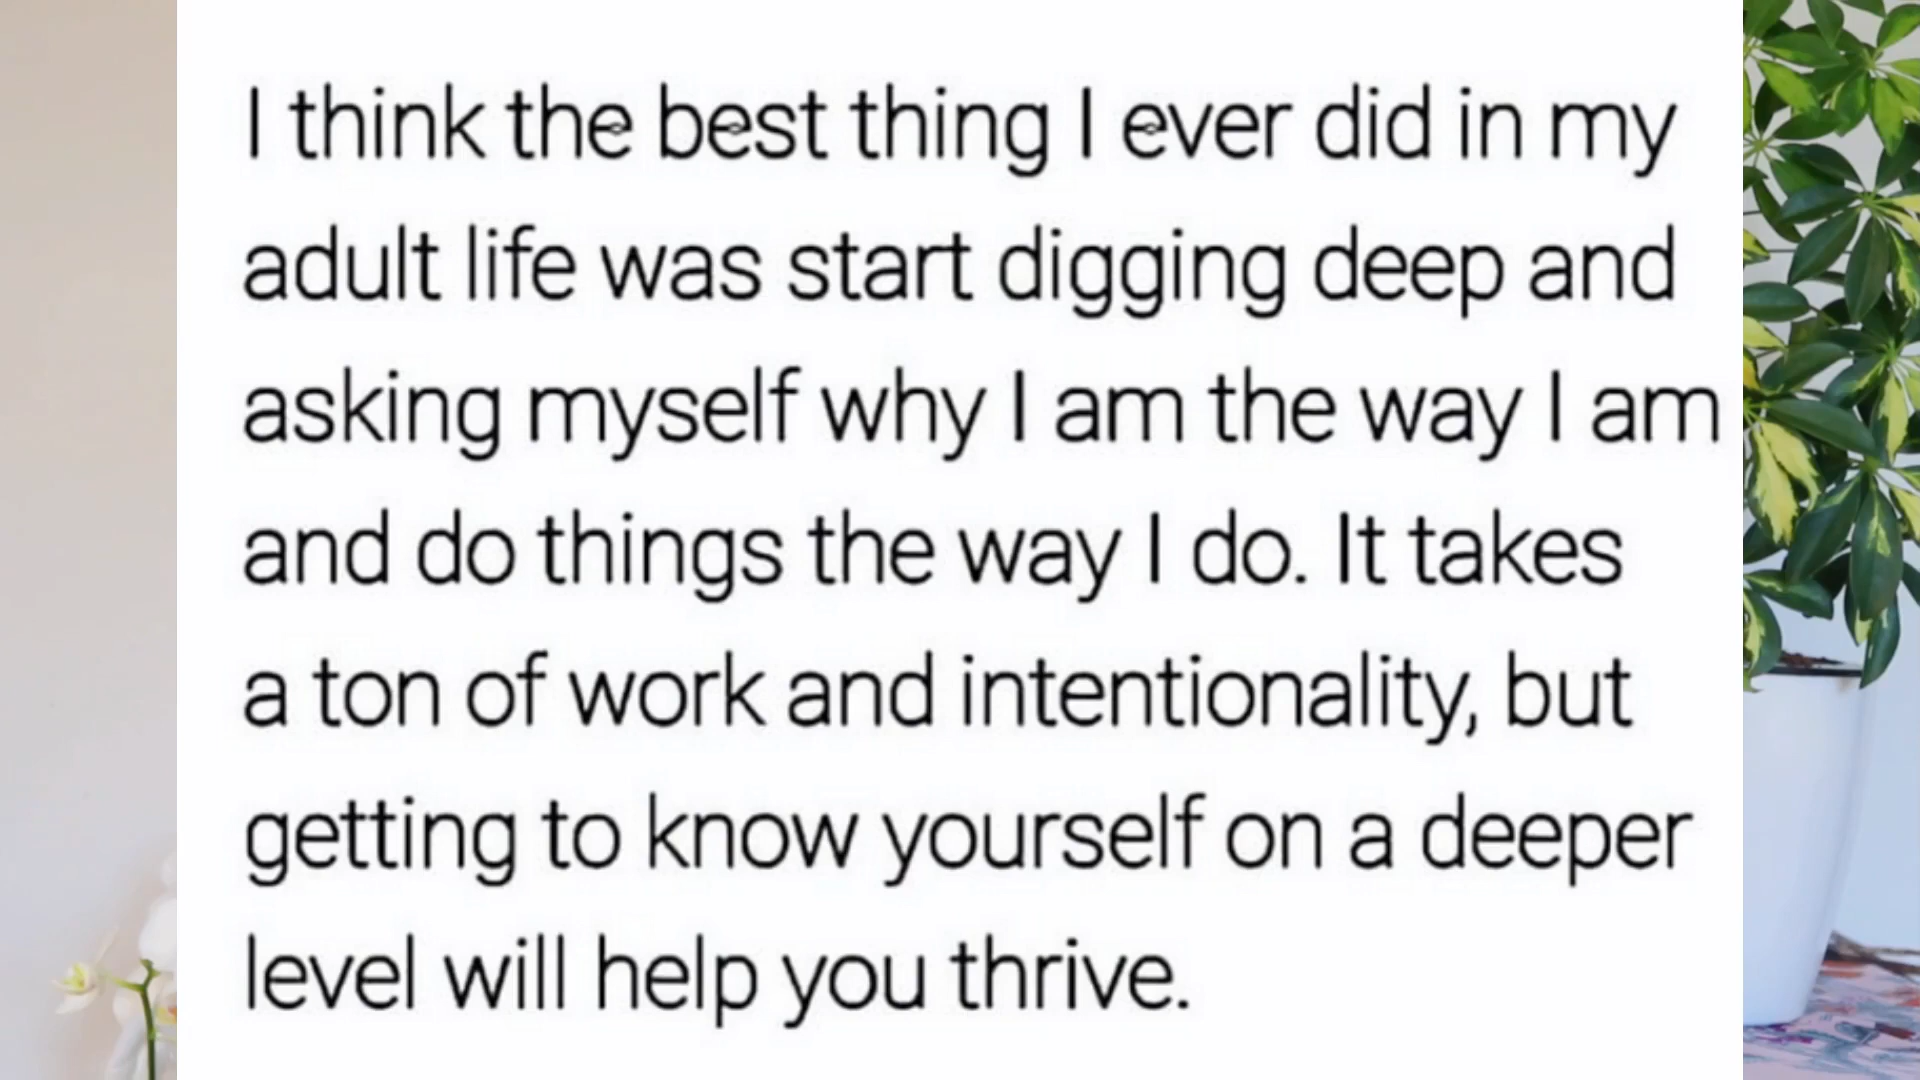 I think the best thing I ever did in my
adult life was start digging deep and
asking myself why I am the way I am
and do things the way I do. It takes
a ton of work and intentionality, but
getting to know yourself on a deeper
level will help you thrive.